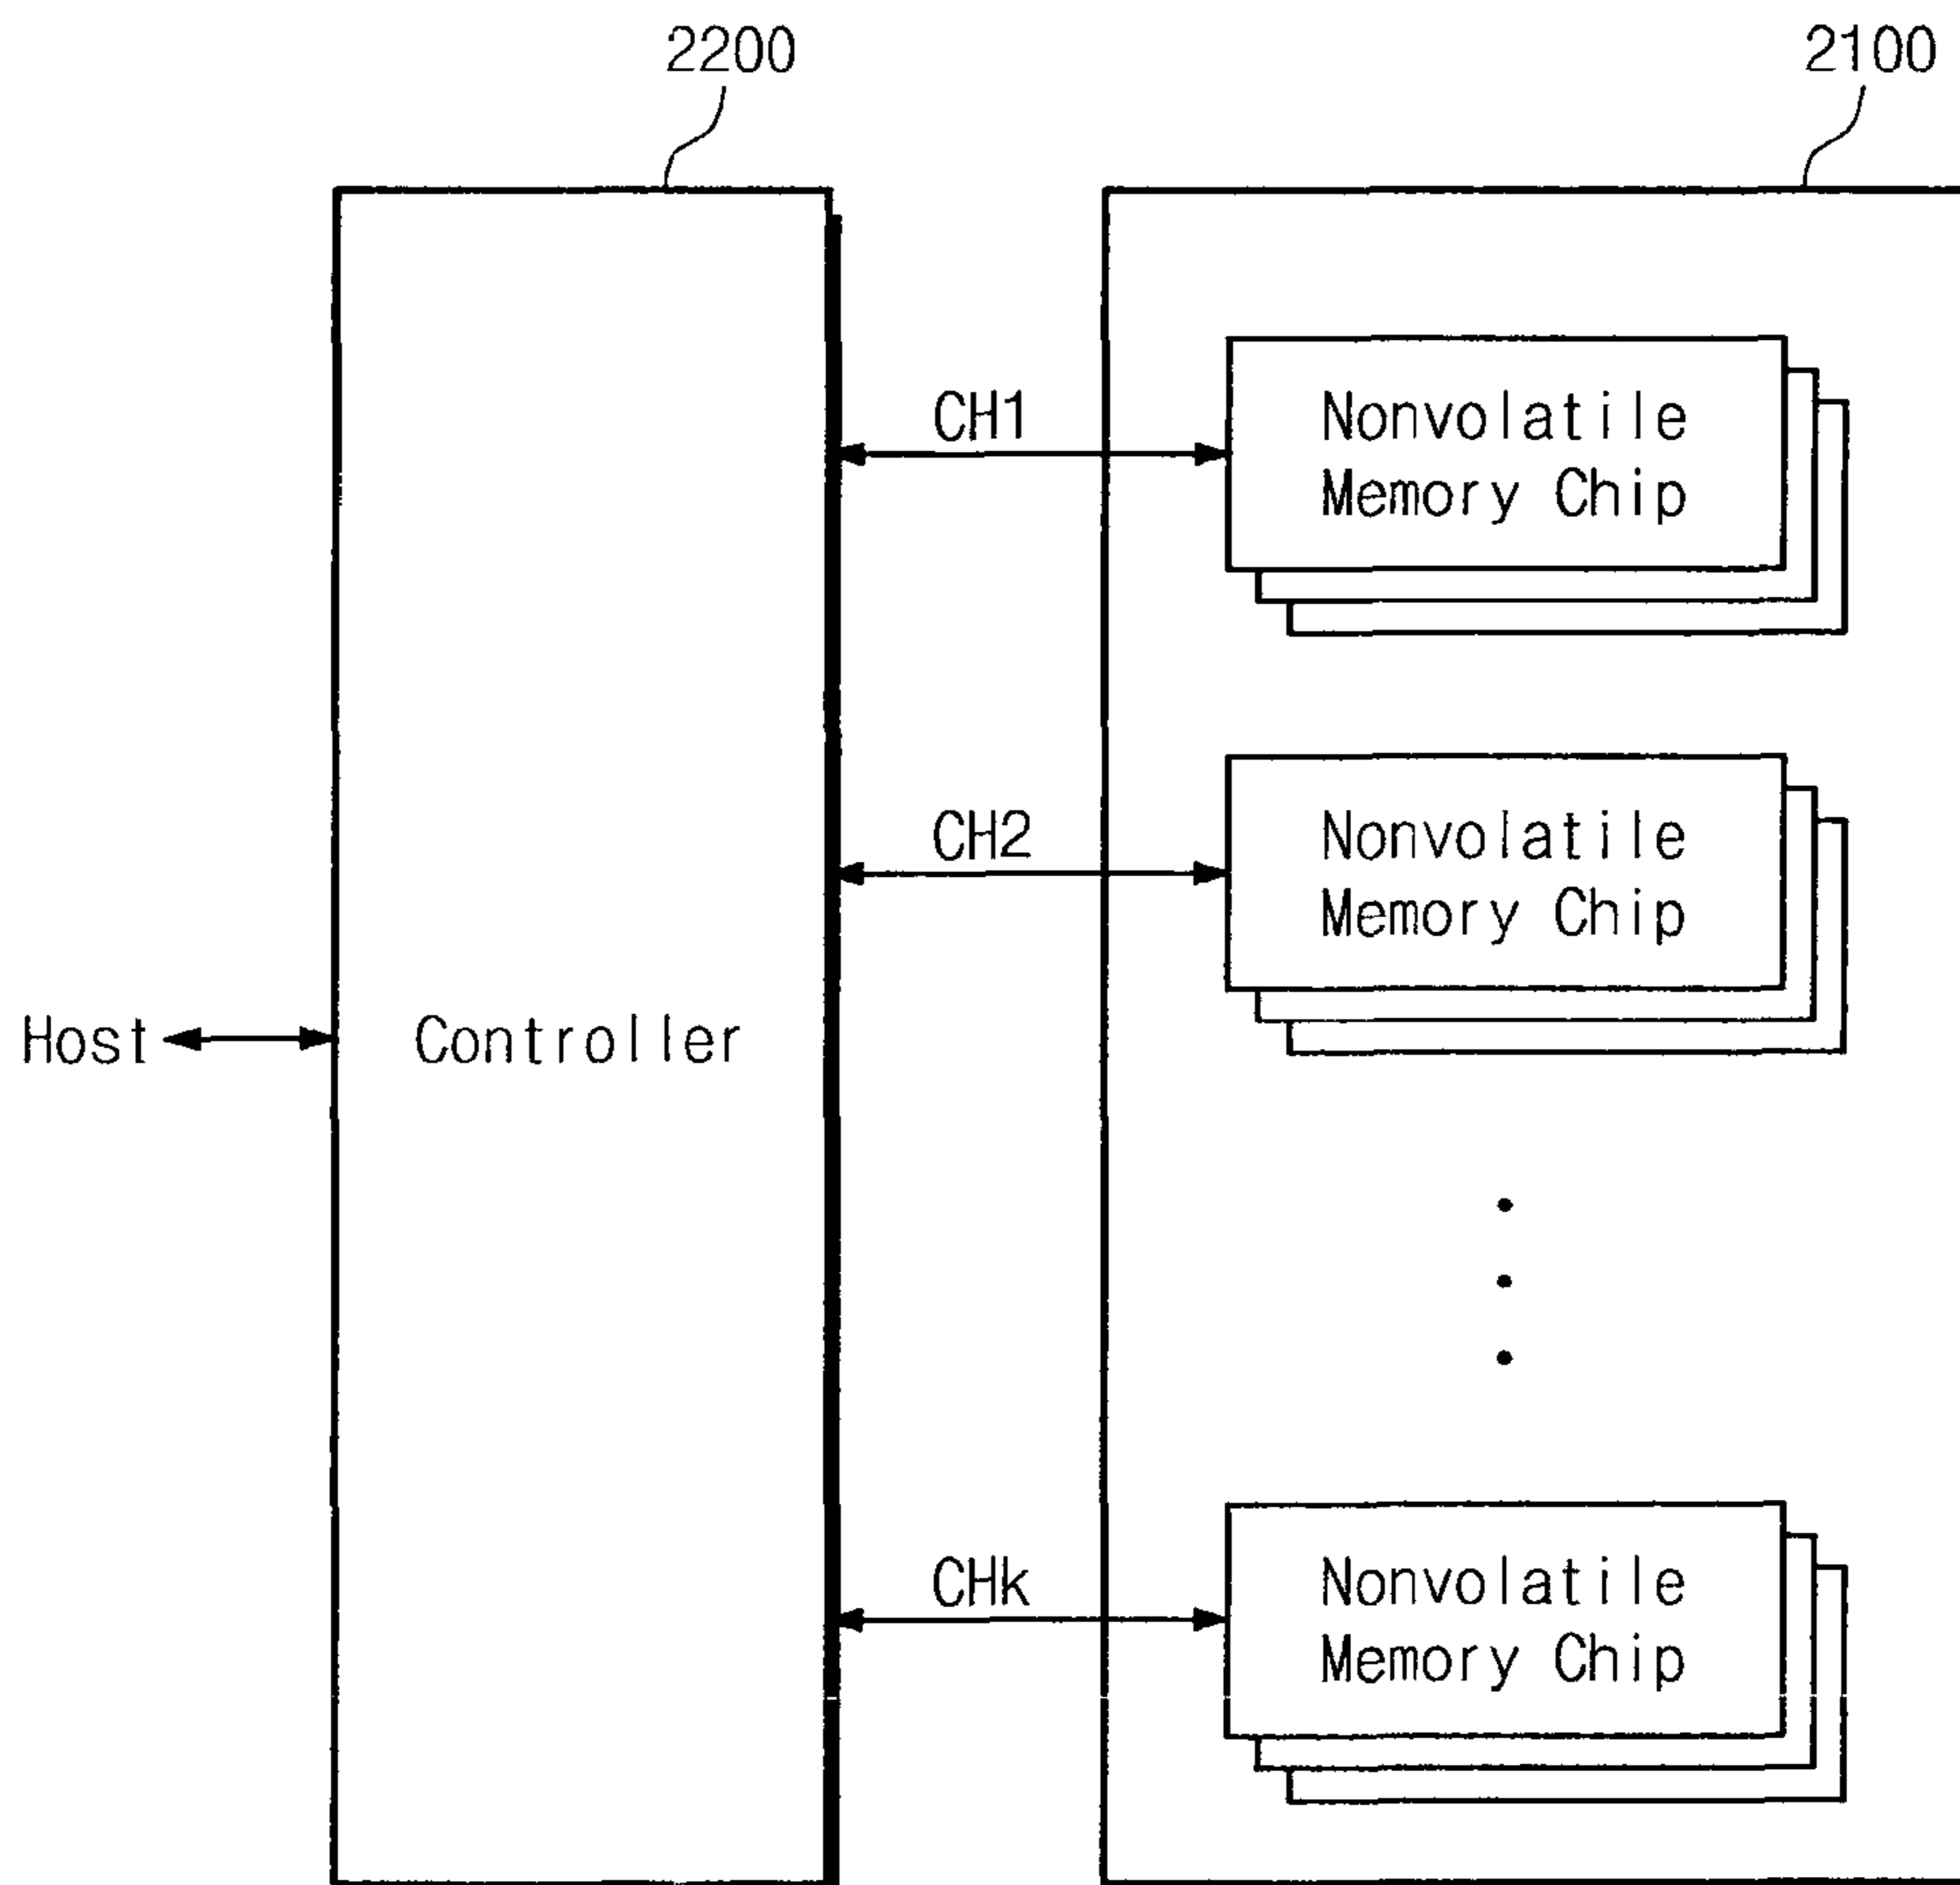 2200
2100
CH1
Nonvolatile
Memory Chip
CH2
Nonvolatile
Memory Chip
Host
Controller
CHk
Nonvolatile
Memory Chip